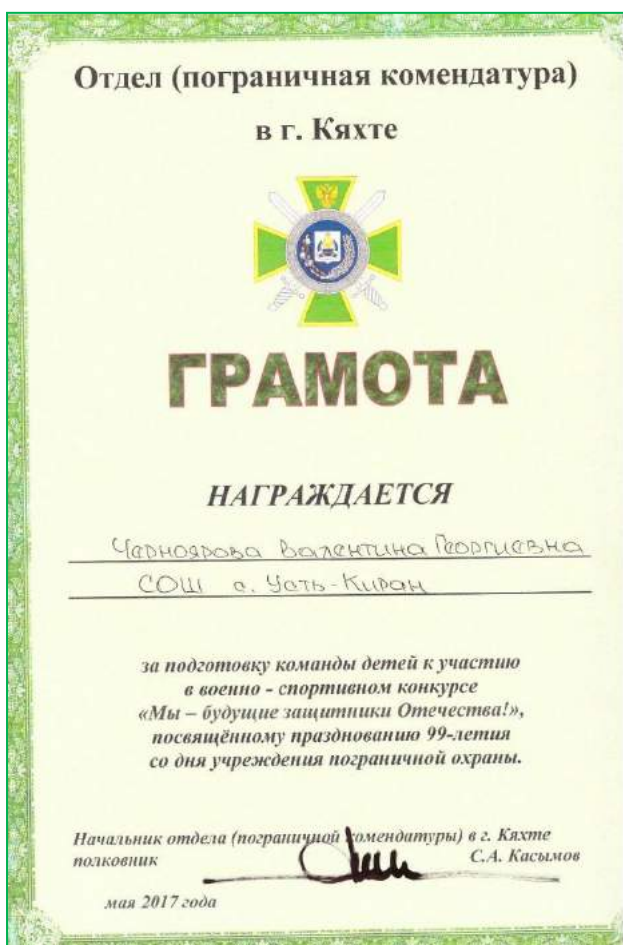 Отдел (пограничная комендатура)
в г. Кяхте
ГРАМОТА
НАГРАЖДАЕТСЯ
Черноярова Валентина Георгиевна
СОШ с. Усть-Киран
за подготовку команды детей к участию
в военно - спортивном конкурсе
«Мы – будущие защитники Отечества!»,
посвящённому празднованию 99-летия
со дня учреждения пограничной охраны.
Начальник отдела (пограничной комендатуры) в г. Кяхте
полковник С.А. Касымов
мая 2017 года